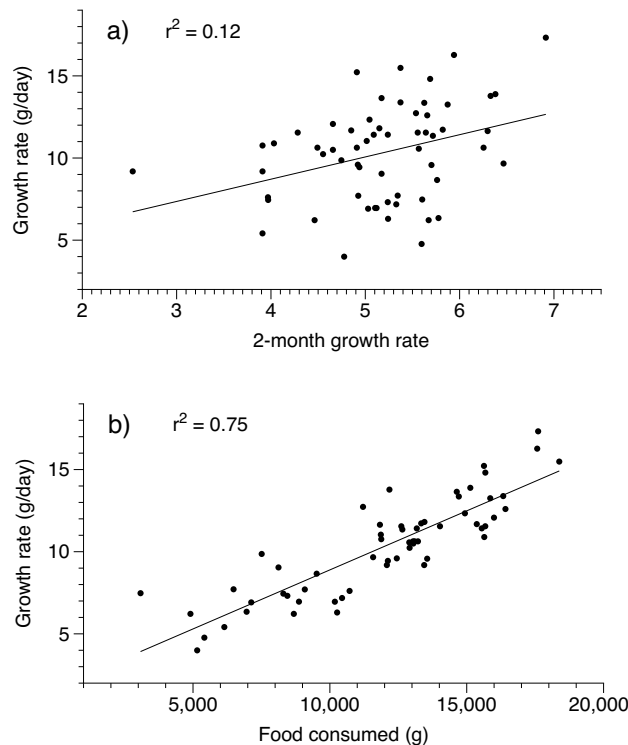 a) r² = 0.12
Growth rate (g/day)
15
10
5
2 3 4 5 6 7
2-month growth rate
b) r² = 0.75
Growth rate (g/day)
15
10
5
5,000 10,000 15,000 20,000
Food consumed (g)